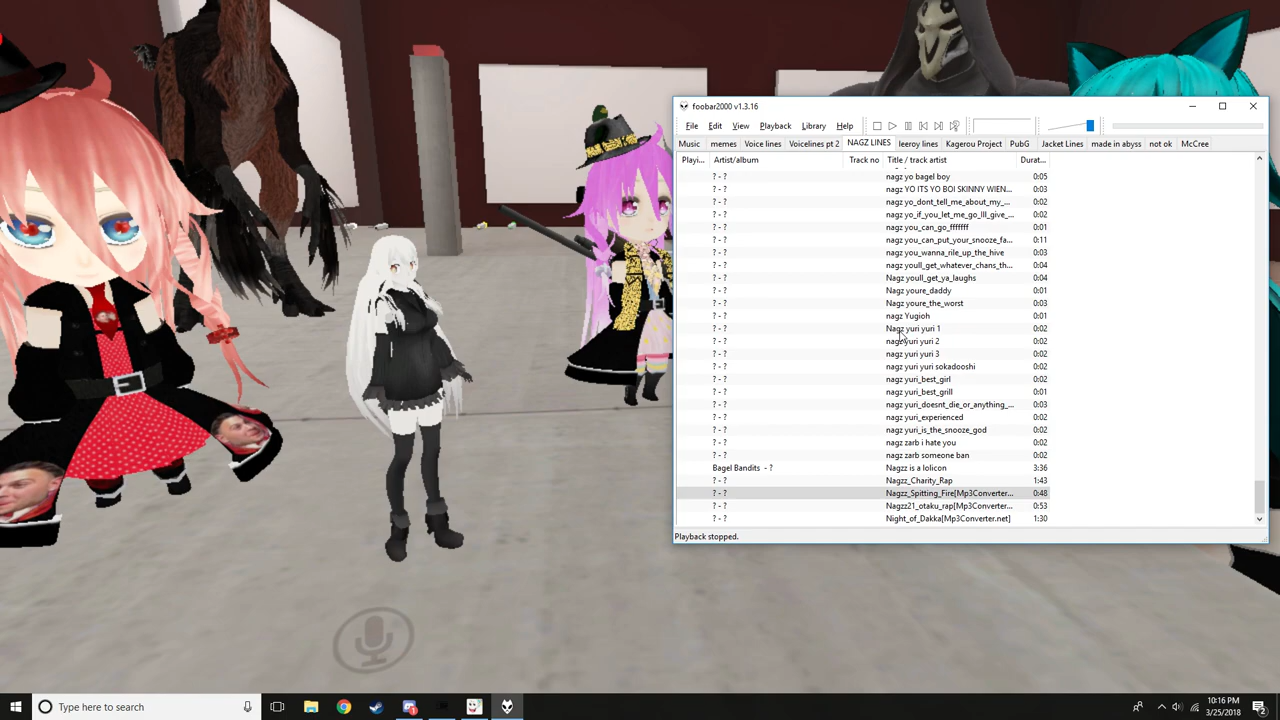 foobar2000 v1.3.16
File Edit View Playback Library Help
Music memes Voice lines Voicelines pt 2 NAGZ LINES leeroy lines Kagerou Project PubG Jacket Lines made in abyss not ok McCree
Playi... Artist/album Track no Title / track artist Durat...
? - ? nagz yo bagel boy 0:05
? - ? nagz YO ITS YO BOI SKINNY WIEN... 0:03
? - ? nagz yo_dont_tell_me_about_my_... 0:02
? - ? nagz yo_if_you_let_me_go_Ill_give_... 0:02
? - ? nagz you_can_go_fffffff 0:01
? - ? nagz you_can_put_your_snooze_fa... 0:11
? - ? nagz you_wanna_rile_up_the_hive 0:03
? - ? nagz youll_get_whatever_chans_th... 0:04
? - ? Nagz youll_get_ya_laughs 0:04
? - ? Nagz youre_daddy 0:01
? - ? Nagz youre_the_worst 0:03
? - ? nagz Yugioh 0:01
? - ? Nagz yuri yuri 1 0:02
? - ? nagz yuri yuri 2 0:02
? - ? nagz yuri yuri 3 0:02
? - ? nagz yuri yuri sokadooshi 0:02
? - ? nagz yuri_best_girl 0:02
? - ? nagz yuri_best_grill 0:01
? - ? nagz yuri_doesnt_die_or_anything_... 0:03
? - ? nagz yuri_experienced 0:02
? - ? nagz yuri_is_the_snooze_god 0:02
? - ? nagz zarb i hate you 0:02
? - ? nagz zarb someone ban 0:02
Bagel Bandits - ? Nagzz is a lolicon 3:36
? - ? Nagzz_Charity_Rap 1:43
? - ? Nagzz_Spitting_Fire[Mp3Converter... 0:48
? - ? Nagzz21_otaku_rap[Mp3Converter... 0:53
? - ? Night_of_Dakka[Mp3Converter.net] 1:30
Playback stopped.
Type here to search
10:16 PM
3/25/2018
2